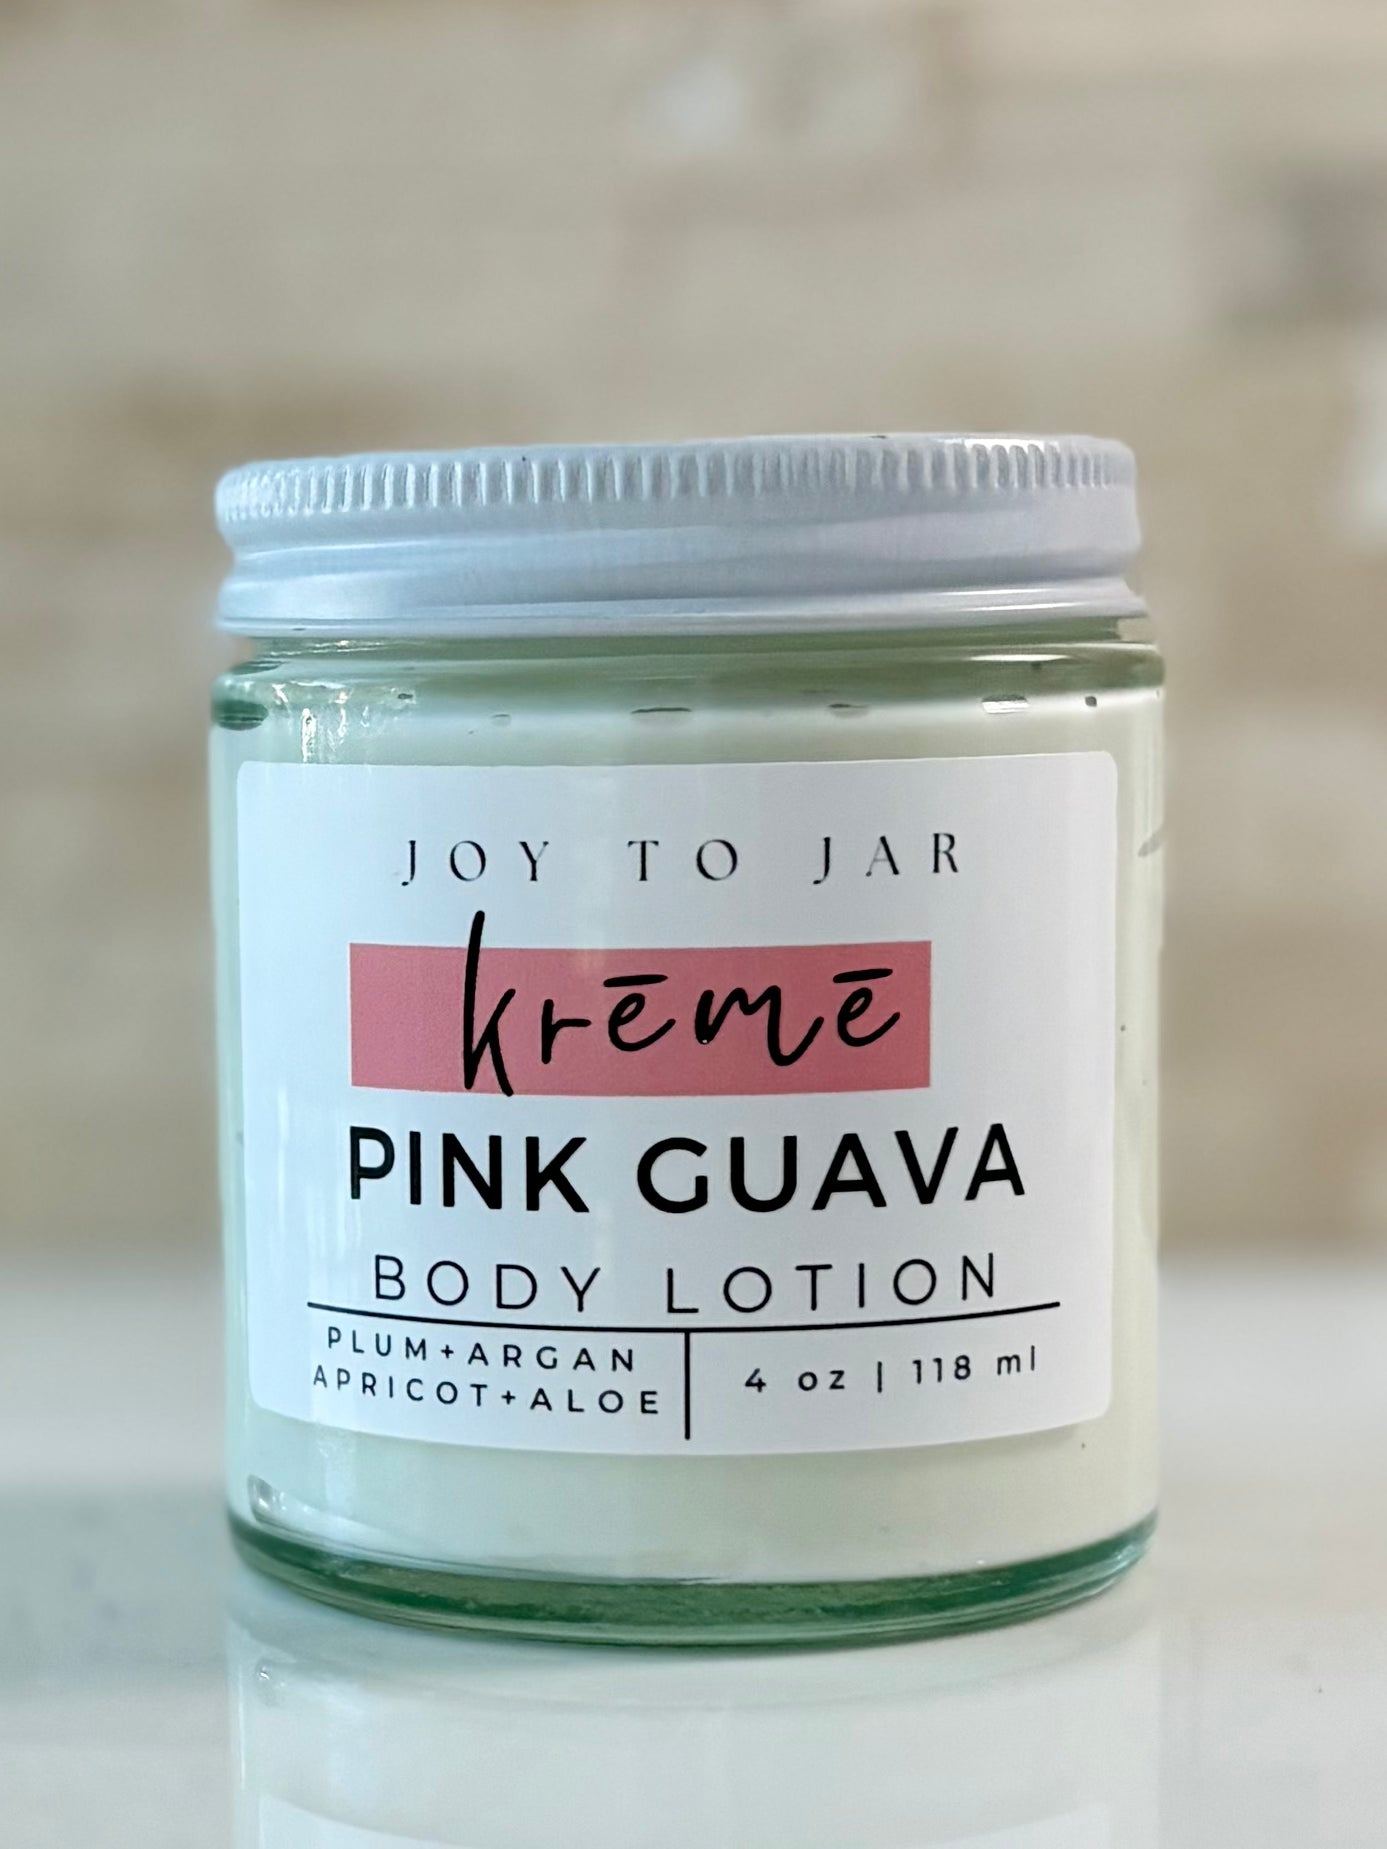 JOY TO JAR
krēmē
PINK GUAVA
BODY LOTION
PLUM+ARGAN
APRICOT+ALOE
4 oz | 118 ml